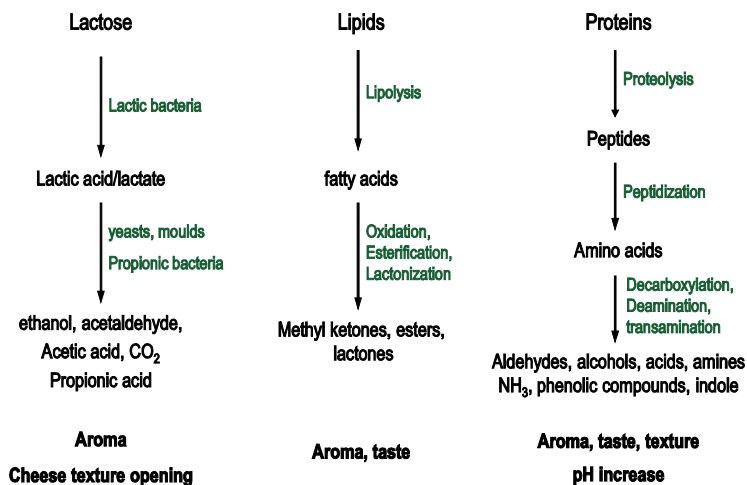 Lactose
Lactic bacteria
Lactic acid/lactate
yeasts, moulds
Propionic bacteria
ethanol, acetaldehyde,
Acetic acid, CO₂
Propionic acid
Aroma
Cheese texture opening
Lipids
Lipolysis
fatty acids
Oxidation,
Esterification,
Lactonization
Methyl ketones, esters,
lactones
Aroma, taste
Proteins
Proteolysis
Peptides
Peptidization
Amino acids
Decarboxylation,
Deamination,
transamination
Aldehydes, alcohols, acids, amines
NH₃, phenolic compounds, indole
Aroma, taste, texture
pH increase